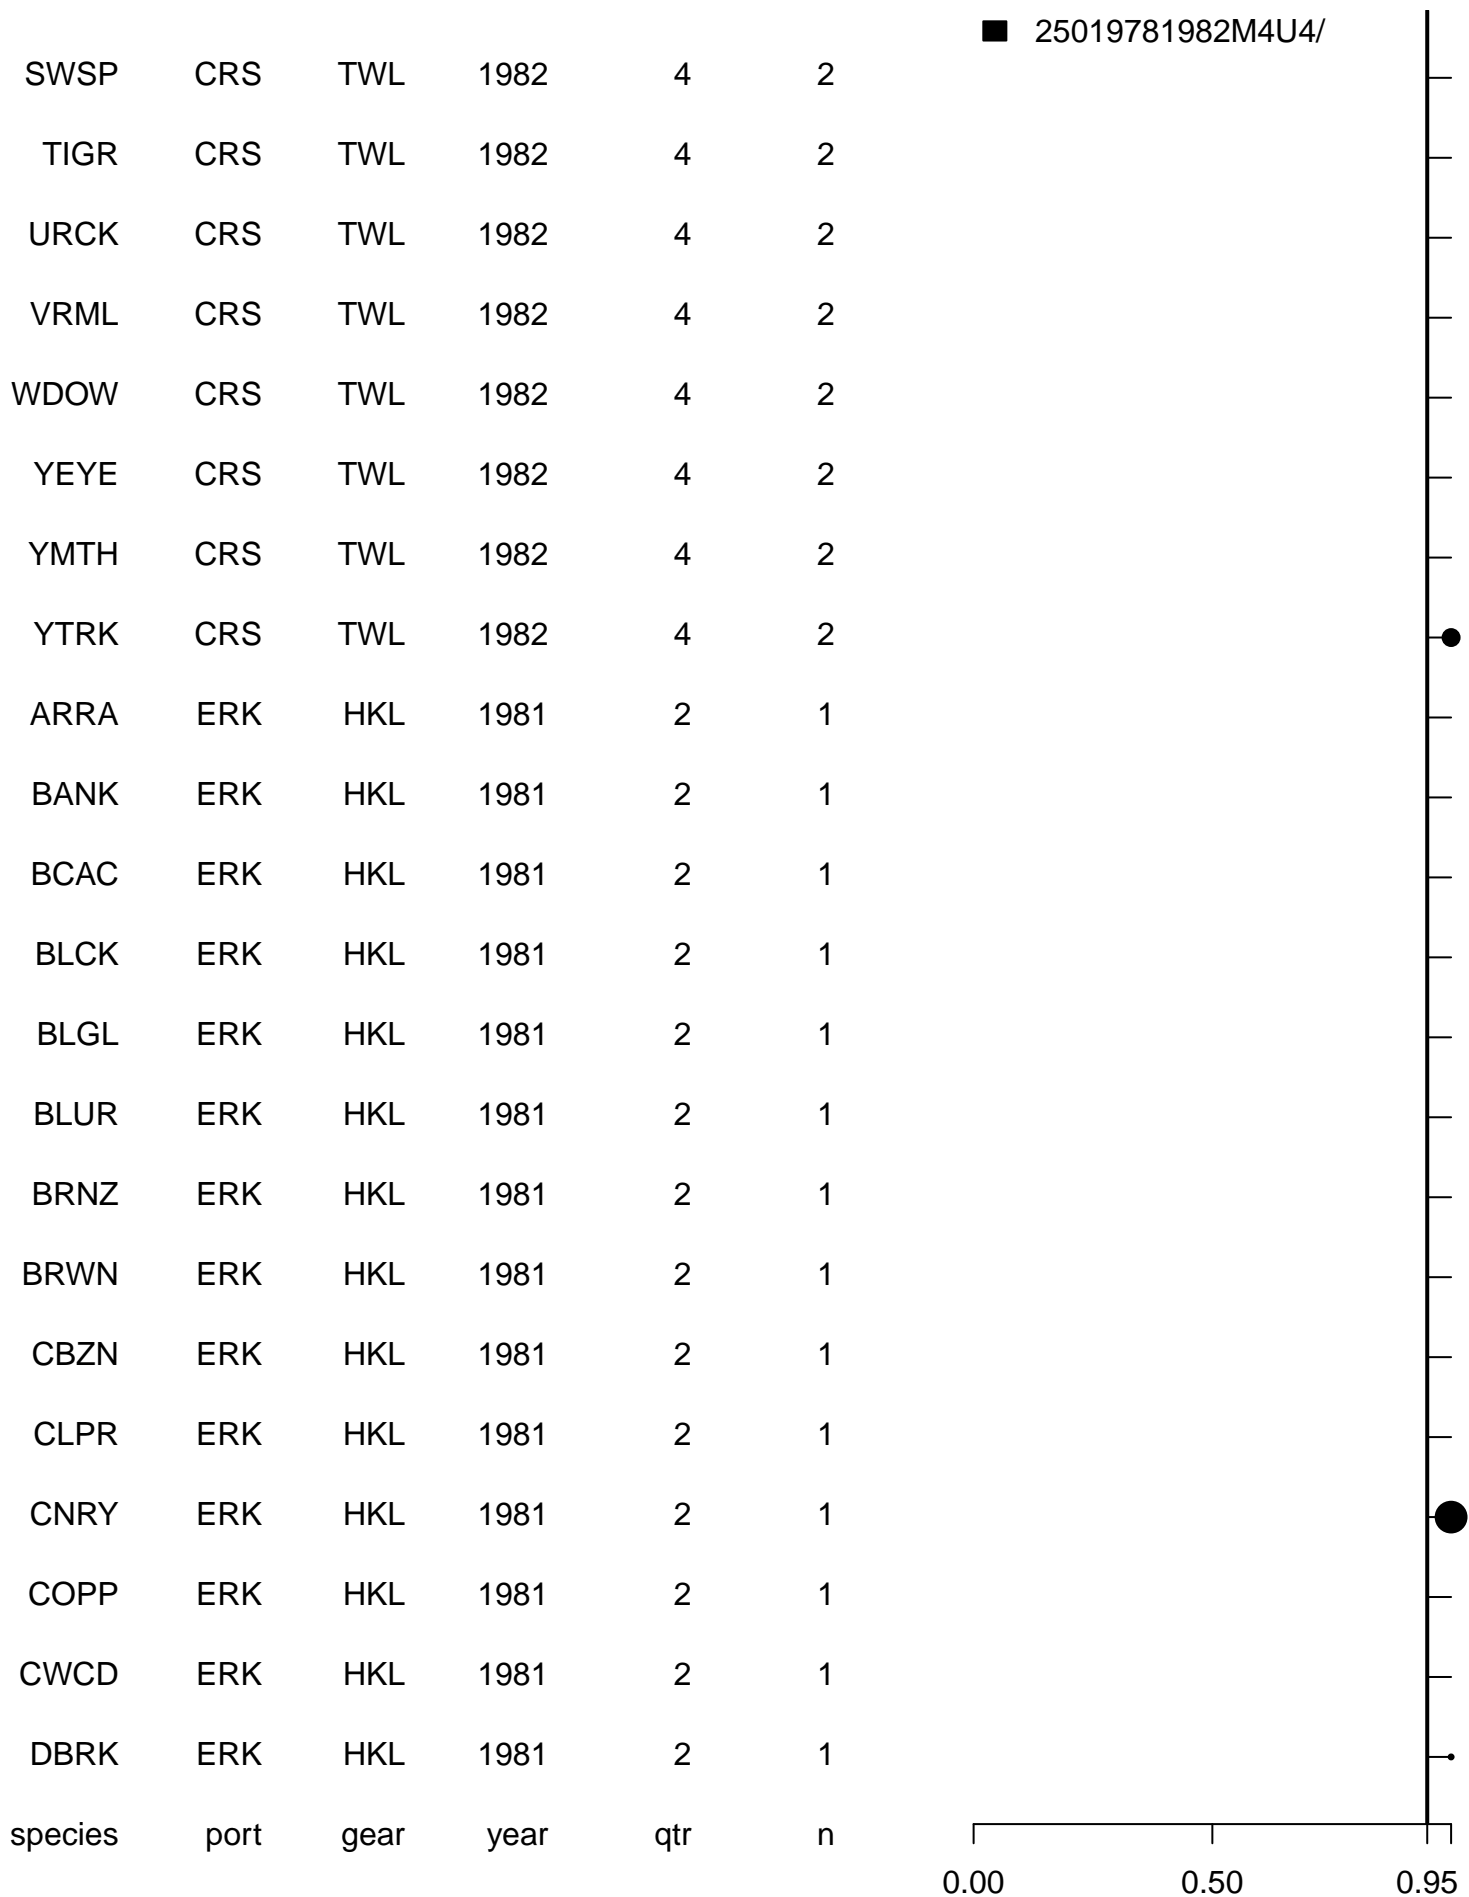 25019781982M4U4/
SWSP CRS TWL 1982 4 2
TIGR CRS TWL 1982 4 2
URCK CRS TWL 1982 4 2
VRML CRS TWL 1982 4 2
WDOW CRS TWL 1982 4 2
YEYE CRS TWL 1982 4 2
YMTH CRS TWL 1982 4 2
YTRK CRS TWL 1982 4 2
ARRA ERK HKL 1981 2 1
BANK ERK HKL 1981 2 1
BCAC ERK HKL 1981 2 1
BLCK ERK HKL 1981 2 1
BLGL ERK HKL 1981 2 1
BLUR ERK HKL 1981 2 1
BRNZ ERK HKL 1981 2 1
BRWN ERK HKL 1981 2 1
CBZN ERK HKL 1981 2 1
CLPR ERK HKL 1981 2 1
CNRY ERK HKL 1981 2 1
COPP ERK HKL 1981 2 1
CWCD ERK HKL 1981 2 1
DBRK ERK HKL 1981 2 1
species port gear year qtr n
0.00 0.50 0.95